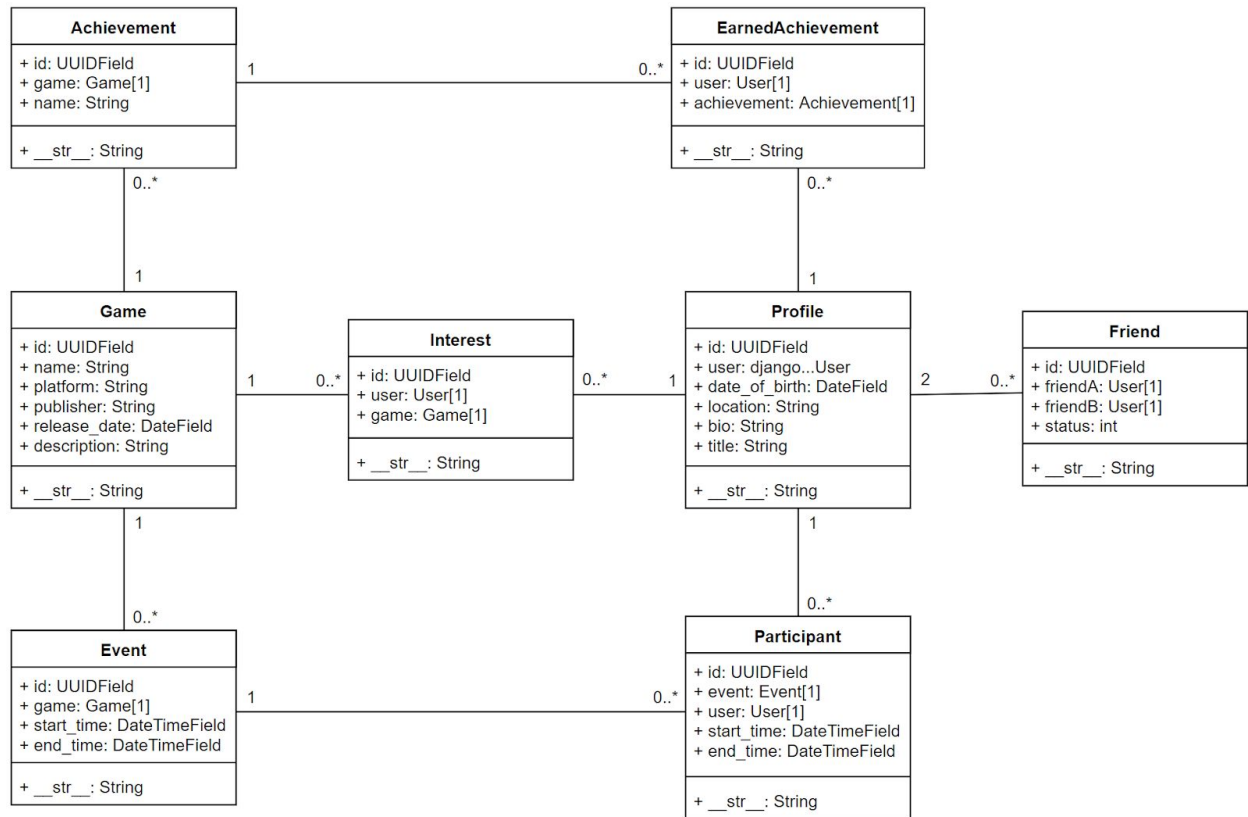 Achievement
+ id: UUIDField
+ game: Game[1]
+ name: String
+ __str__: String
1
0..*
EarnedAchievement
+ id: UUIDField
+ user: User[1]
+ achievement: Achievement[1]
+ __str__: String
0..*
1
0..*
1
Game
+ id: UUIDField
+ name: String
+ platform: String
+ publisher: String
+ release_date: DateField
+ description: String
+ __str__: String
1
0..*
Interest
+ id: UUIDField
+ user: User[1]
+ game: Game[1]
+ __str__: String
0..*
1
Profile
+ id: UUIDField
+ user: django...User
+ date_of_birth: DateField
+ location: String
+ bio: String
+ title: String
+ __str__: String
2
0..*
Friend
+ id: UUIDField
+ friendA: User[1]
+ friendB: User[1]
+ status: int
+ __str__: String
1
0..*
1
0..*
Event
+ id: UUIDField
+ game: Game[1]
+ start_time: DateTimeField
+ end_time: DateTimeField
+ __str__: String
1
0..*
Participant
+ id: UUIDField
+ event: Event[1]
+ user: User[1]
+ start_time: DateTimeField
+ end_time: DateTimeField
+ __str__: String